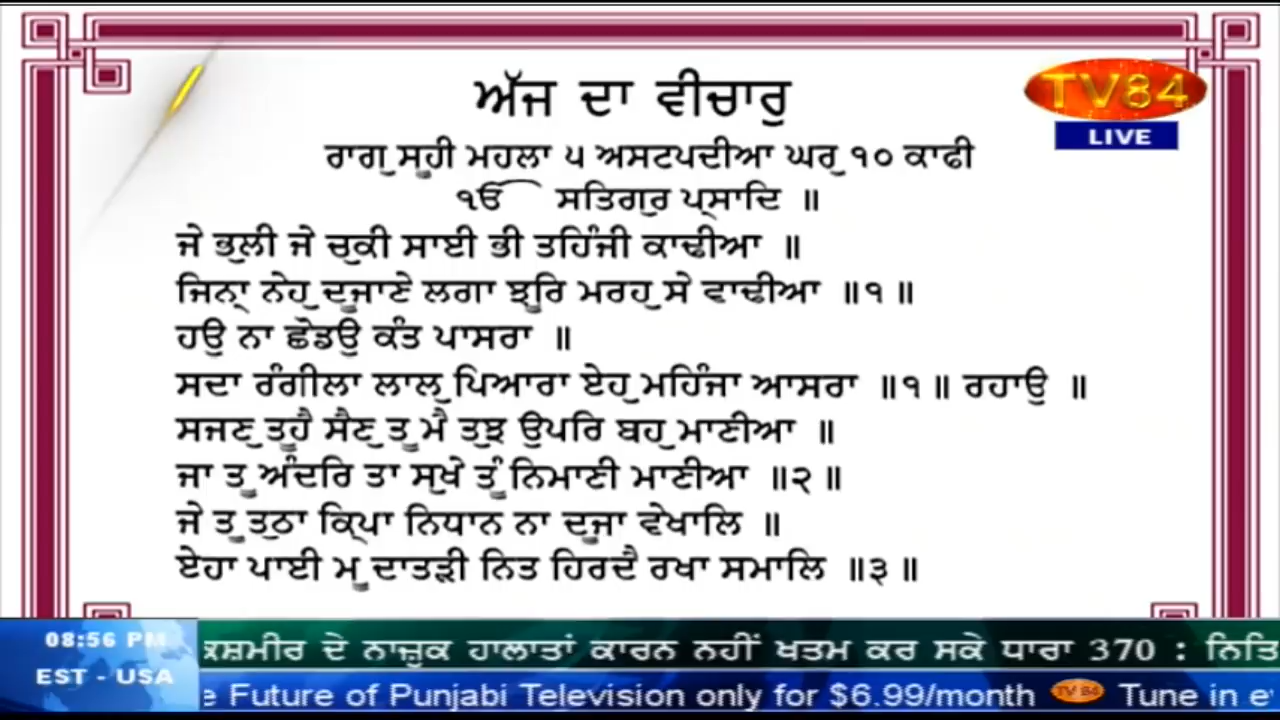 ਅੱਜ ਦਾ ਵੀਚਾਰੁ
TV84
LIVE
ਰਾਗੁ ਸੂਹੀ ਮਹਲਾ ੫ ਅਸਟਪਦੀਆ ਘਰੁ ੧੦ ਕਾਫੀ
ੴ ਸਤਿਗੁਰ ਪ੍ਰਸਾਦਿ ॥
ਜੇ ਭੁਲੀ ਜੇ ਚੁਕੀ ਸਾਈ ਭੀ ਤਹਿੰਜੀ ਕਾਢੀਆ ॥
ਜਿਨ੍ਹਾ ਨੇਹੁ ਦੂਜਾਣੇ ਲਗਾ ਝੂਰਿ ਮਰਹੁ ਸੇ ਵਾਢੀਆ ॥੧॥
ਹਉ ਨਾ ਛੋਡਉ ਕੰਤ ਪਾਸਰਾ ॥
ਸਦਾ ਰੰਗੀਲਾ ਲਾਲੁ ਪਿਆਰਾ ਏਹੁ ਮਹਿੰਜਾ ਆਸਰਾ ॥੧॥ ਰਹਾਉ ॥
ਸਜਣੁ ਤੂਹੈ ਸੈਣੁ ਤੂ ਮੈ ਤੁਝ ਉਪਰਿ ਬਹੁ ਮਾਣੀਆ ॥
ਜਾ ਤੂ ਅੰਦਰਿ ਤਾ ਸੁਖੇ ਤੂੰ ਨਿਮਾਣੀ ਮਾਣੀਆ ॥੨॥
ਜੇ ਤੂ ਤੁਠਾ ਕ੍ਰਿਪਾ ਨਿਧਾਨ ਨਾ ਦੂਜਾ ਵੇਖਾਲਿ ॥
ਏਹਾ ਪਾਈ ਮੂ ਦਾਤੜੀ ਨਿਤ ਹਿਰਦੈ ਰਖਾ ਸਮਾਲਿ ॥੩॥
08:56 PM
EST - USA
ਕਸ਼ਮੀਰ ਦੇ ਨਾਜ਼ੁਕ ਹਾਲਾਤਾਂ ਕਾਰਨ ਨਹੀਂ ਖਤਮ ਕਰ ਸਕੇ ਧਾਰਾ 370 : ਨਿਤਿ
e Future of Punjabi Television only for $6.99/month TV 84 Tune in e